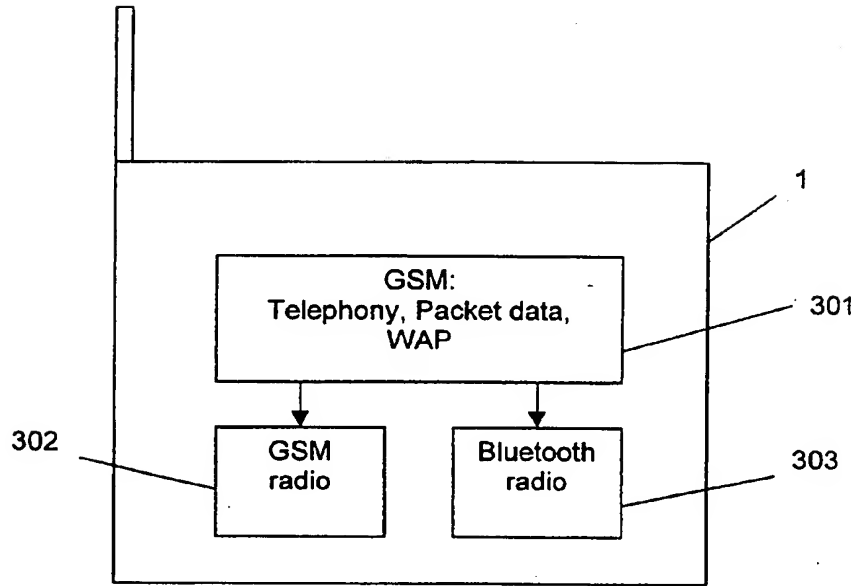 1
GSM:
Telephony, Packet data,
WAP
301
302
GSM
radio
Bluetooth
radio
303